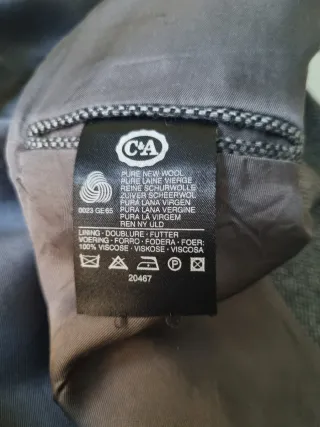 C&A
PURE NEW WOOL
PURE LAINE VIERGE
REINE SCHURWOLLE
ZUIVER SCHEERWOL
PURA LANA VIRGEN
PURA LANA VERGINE
PURA LÃ VIRGEM
REN NY ULD
0023 GE 65
LINING · DOUBLURE · FUTTER
VOERING · FORRO · FODERA · FOER:
100% VISCOSE · VISKOSE · VISCOSA
P
20467